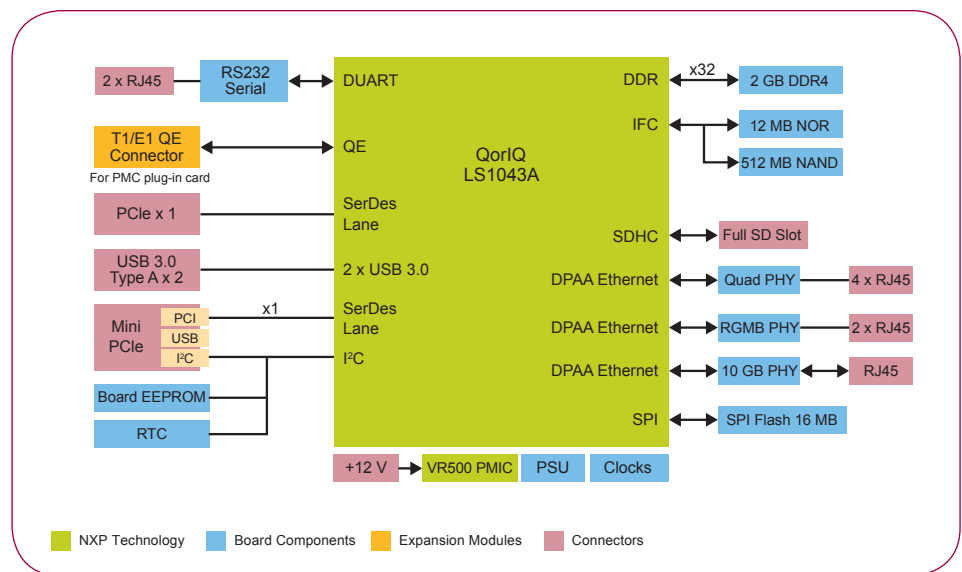 2 x RJ45
RS232
Serial
DUART
T1/E1 QE
Connector
For PMC plug-in card
QE
PCIe x 1
SerDes
Lane
USB 3.0
Type A x 2
2 x USB 3.0
Mini
PCIe
PCI
USB
I²C
x1
SerDes
Lane
I²C
Board EEPROM
RTC
QorIQ
LS1043A
DDR
x32
2 GB DDR4
IFC
12 MB NOR
512 MB NAND
SDHC
Full SD Slot
DPAA Ethernet
Quad PHY
4 x RJ45
DPAA Ethernet
RGMB PHY
2 x RJ45
DPAA Ethernet
10 GB PHY
RJ45
SPI
SPI Flash 16 MB
+12 V
VR500 PMIC
PSU
Clocks
NXP Technology
Board Components
Expansion Modules
Connectors